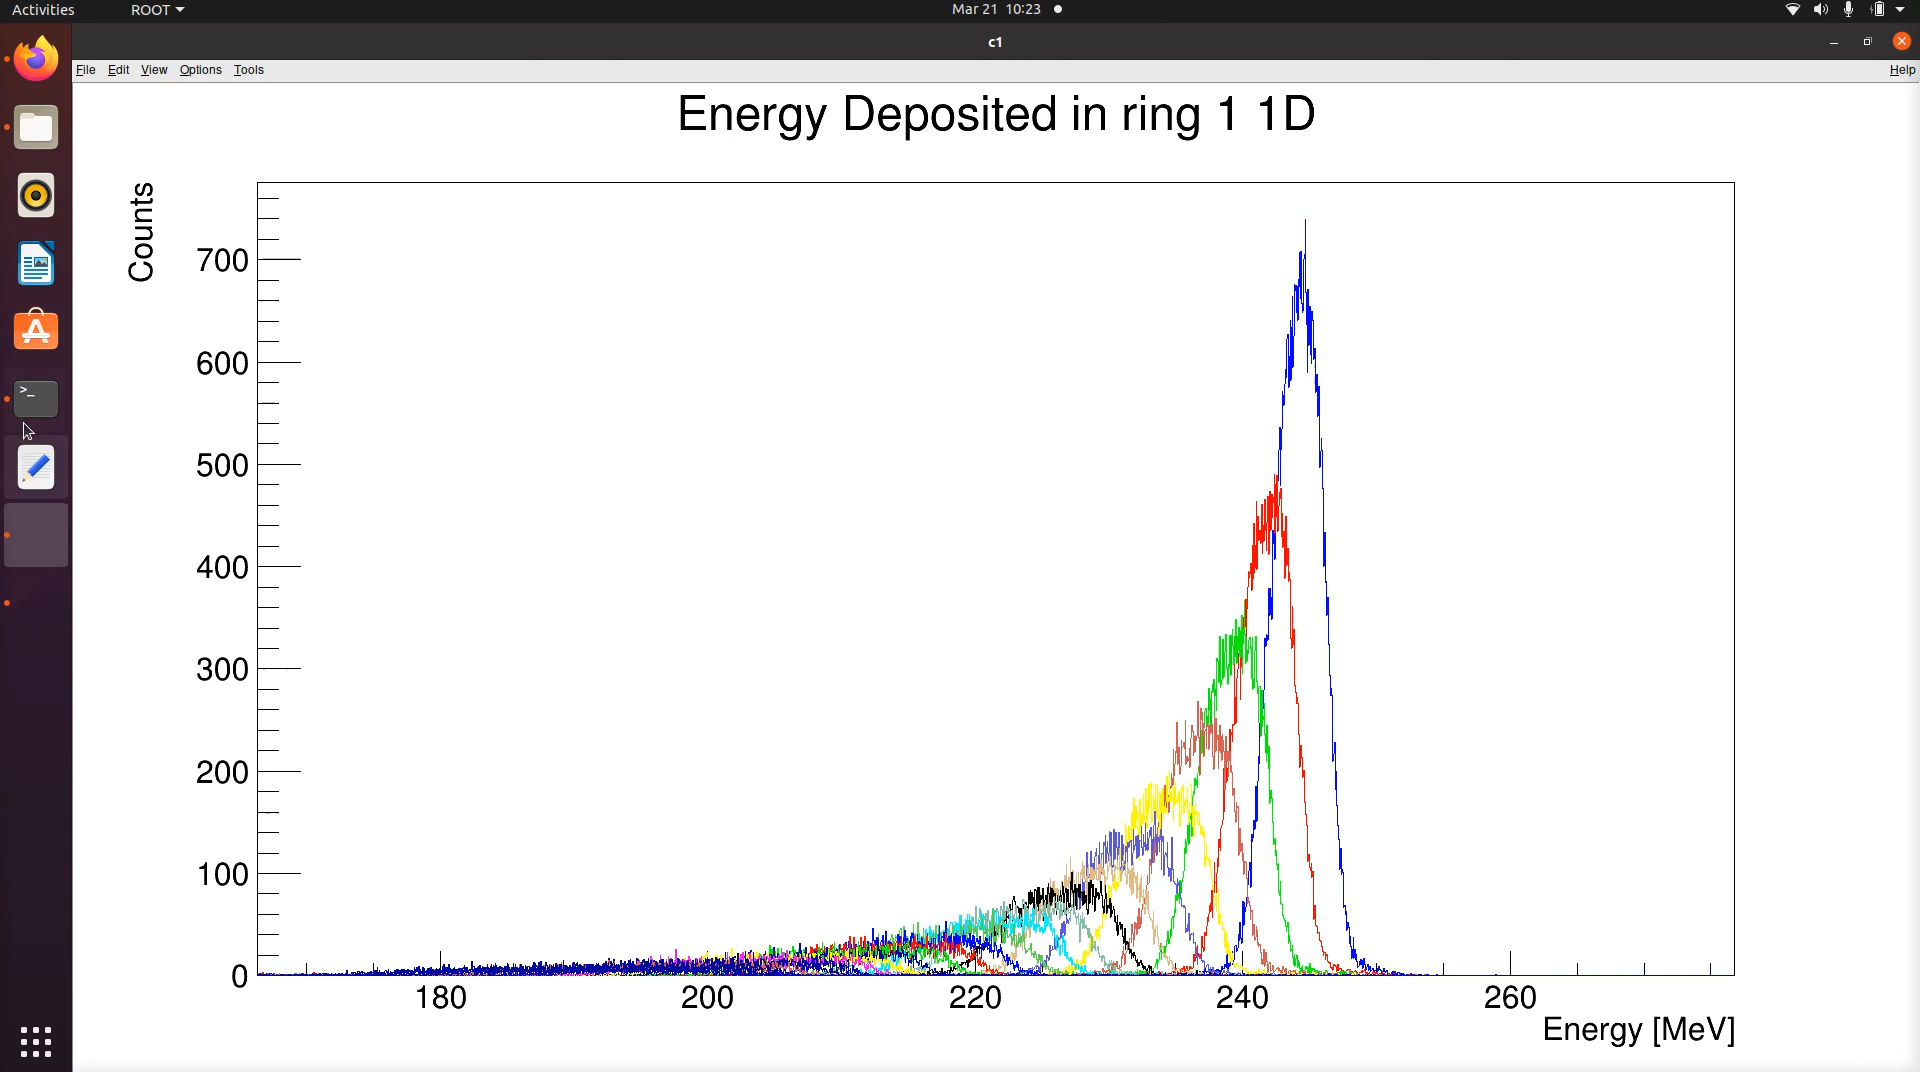 Activities ROOT Mar 21 10:23
c1
File Edit View Options Tools Help
Energy Deposited in ring 1 1D
Counts
700
600
500
400
300
200
100
0
180 200 220 240 260
Energy [MeV]